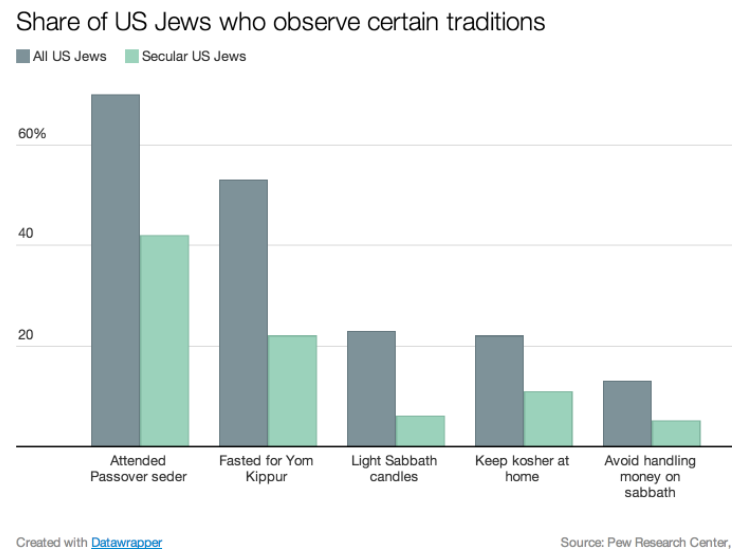 Share of US Jews who observe certain traditions
All US Jews Secular US Jews
60%
40
20
Attended Fasted for Yom Light Sabbath Keep kosher at Avoid handling
Passover seder Kippur candles home money on
sabbath
Created with Datawrapper Source: Pew Research Center,